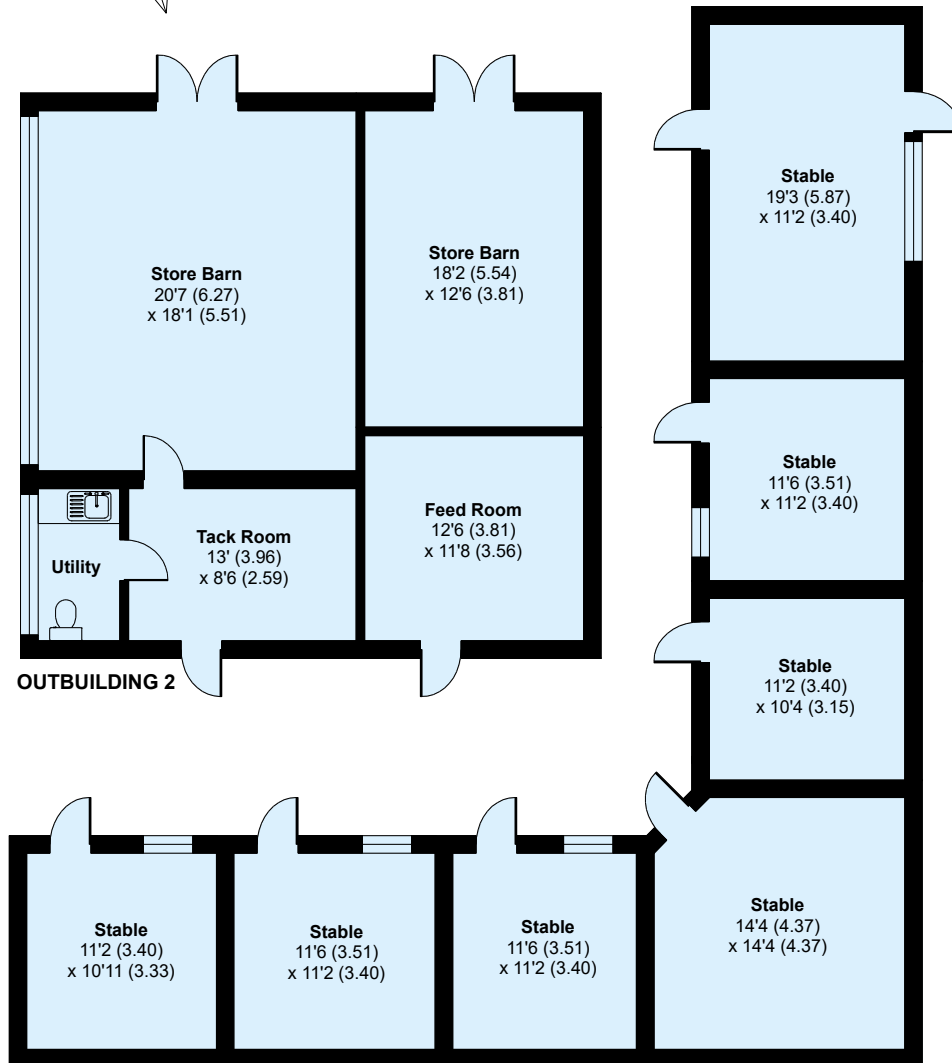 Store Barn
20'7 (6.27)
x 18'1 (5.51)
Store Barn
18'2 (5.54)
x 12'6 (3.81)
Stable
19'3 (5.87)
x 11'2 (3.40)
Stable
11'6 (3.51)
x 11'2 (3.40)
Utility
Tack Room
13' (3.96)
x 8'6 (2.59)
Feed Room
12'6 (3.81)
x 11'8 (3.56)
OUTBUILDING 2
Stable
11'2 (3.40)
x 10'4 (3.15)
Stable
11'2 (3.40)
x 10'11 (3.33)
Stable
11'6 (3.51)
x 11'2 (3.40)
Stable
11'6 (3.51)
x 11'2 (3.40)
Stable
14'4 (4.37)
x 14'4 (4.37)